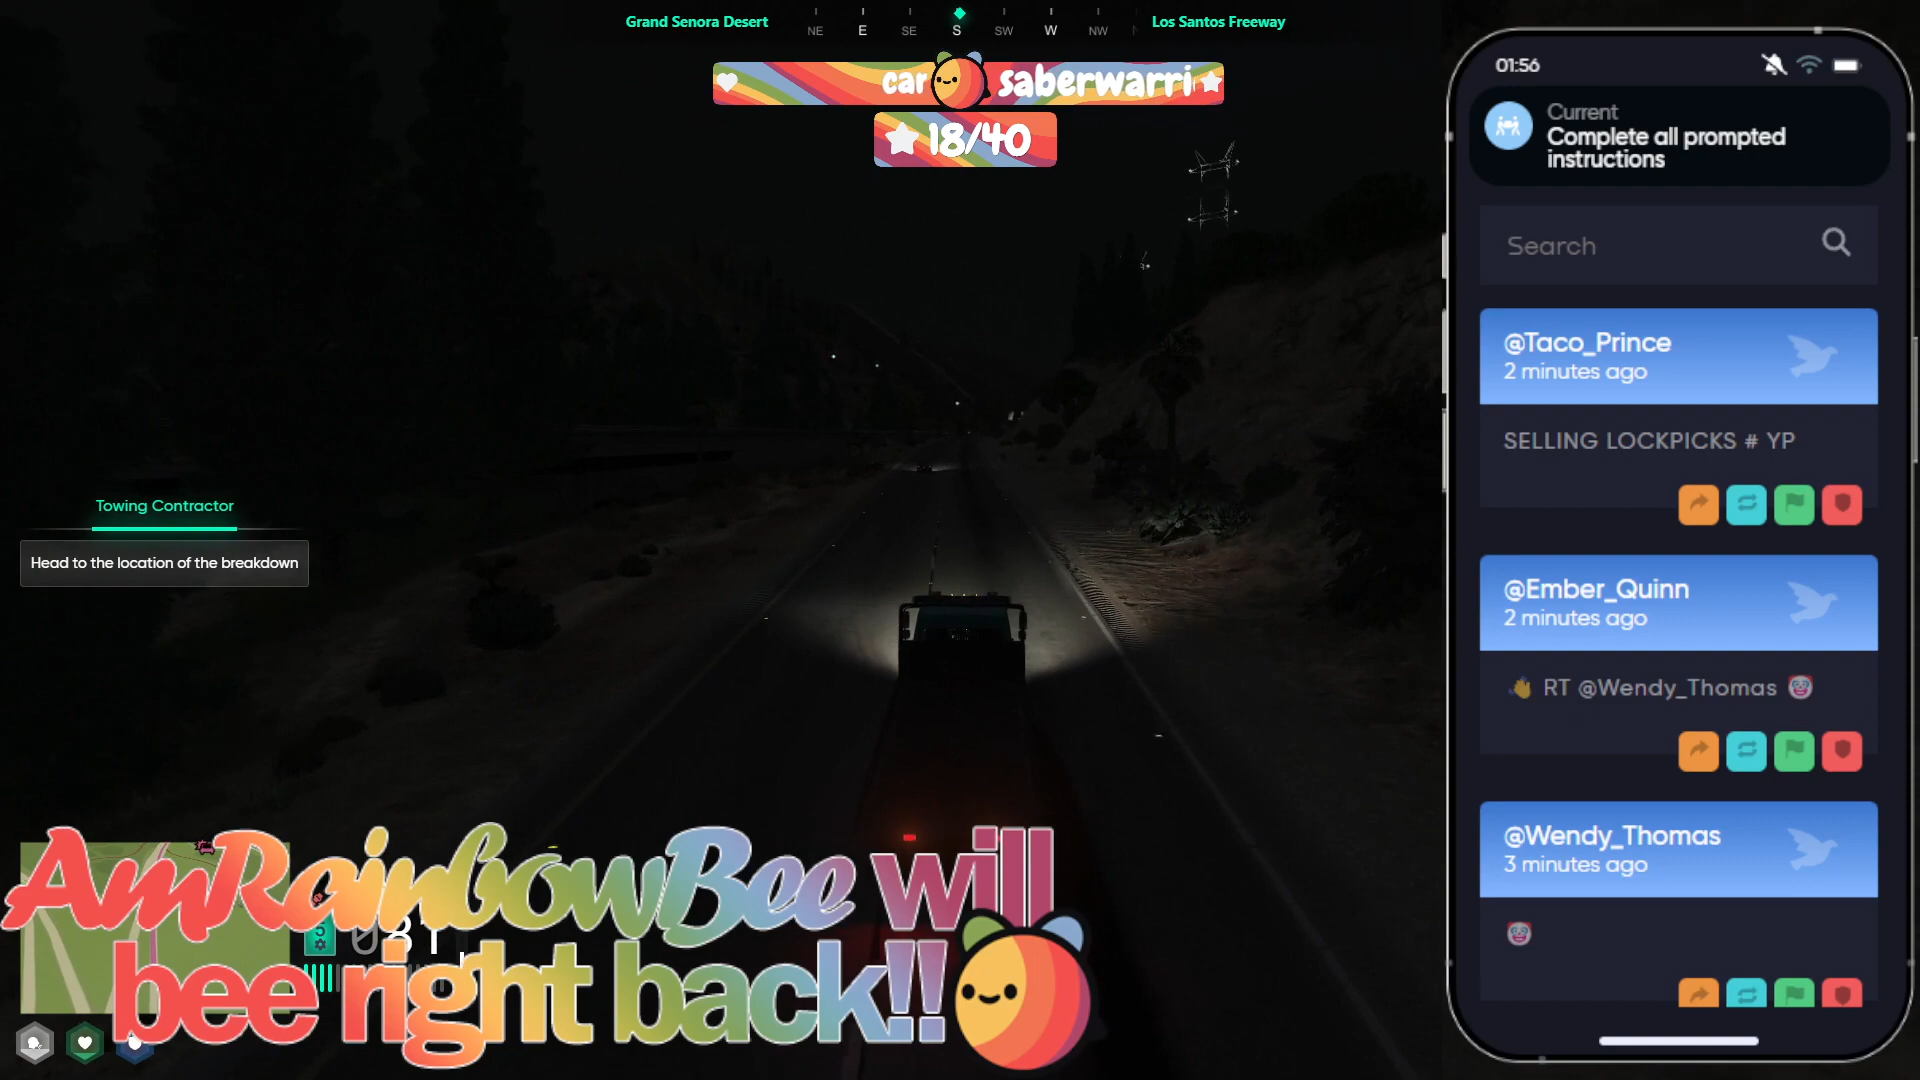 Grand Senora Desert
NE E SE S SW W NW
Los Santos Freeway
car saberwarri
18/40
Towing Contractor
Head to the location of the breakdown
AmRainbowBee will
bee right back!!
5
01:56
Current
Complete all prompted
instructions
Search
@Taco_Prince
2 minutes ago
SELLING LOCKPICKS # YP
@Ember_Quinn
2 minutes ago
👋 RT @Wendy_Thomas 🤡
@Wendy_Thomas
3 minutes ago
🤡